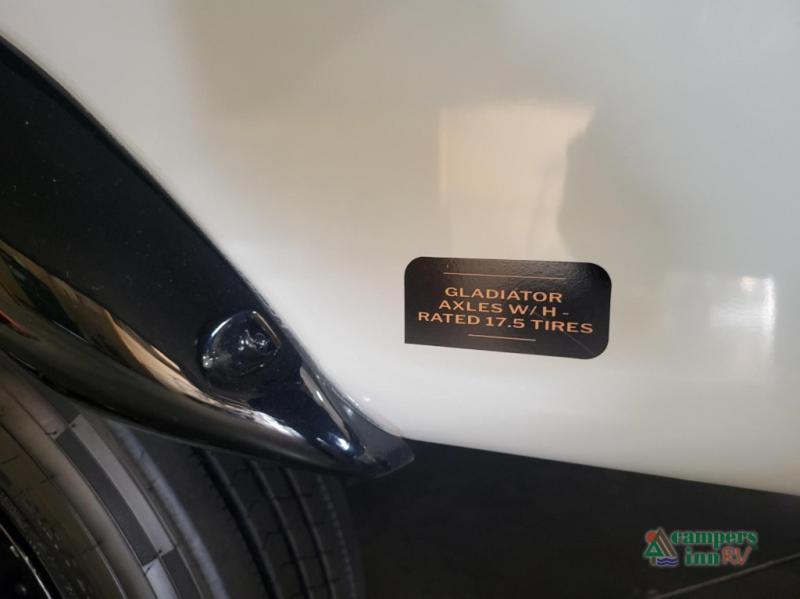 GLADIATOR
AXLES W/ H -
RATED 17.5 TIRES
campers
inn RV